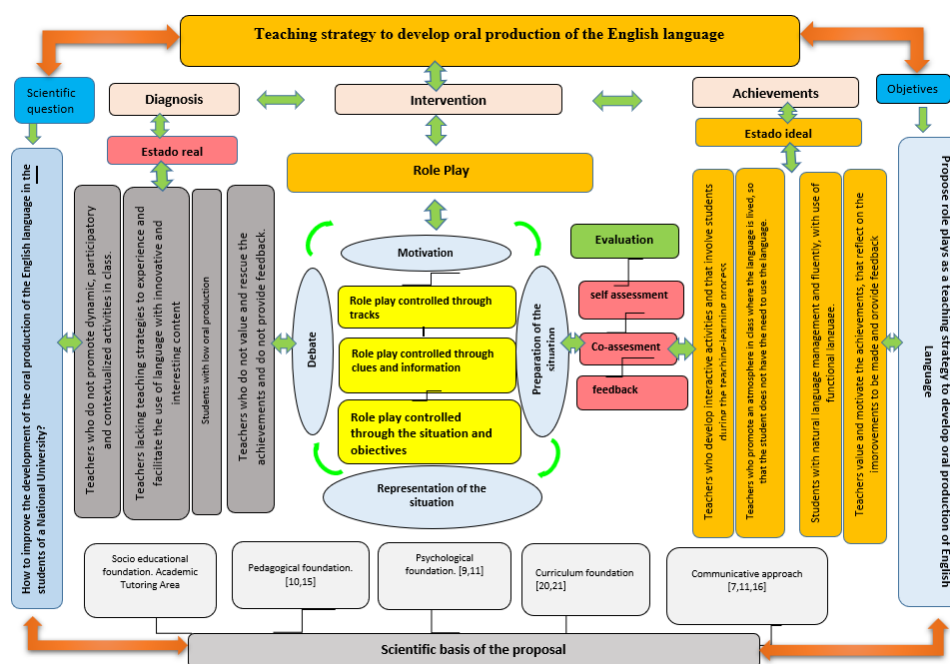 Teaching strategy to develop oral production of the English language
Scientific
question
Diagnosis
Intervention
Achievements
Objetives
Estado real
Estado ideal
Role Play
How to improve the development of the oral production of the English language in the
students of a National University?
Teachers who do not promote dynamic, participatory
and contextualized activities in class.
Teachers lacking teaching strategies to experience and
facilitate the use of language with innovative and
interesting content
Students with low oral production
Teachers who do not value and rescue the
achievements and do not provide feedback.
Debate
Motivation
Role play controlled through
tracks
Role play controlled through
clues and information
Role play controlled
through the situation and
obiectives
Representation of the
situation
Preparation of the
situation
Evaluation
self assessment
Co-assesment
feedback
Teachers who develop interactive activities and that involve students
during the teaching-learning process
Teachers who promote an atmosphere in class where the language is lived, so
that the student does not have the need to use the language.
Students with natural language management and fluently, with use of
functional language.
Teachers value and motivate the achievements, that reflect on the
improvements to be made and provide feedback
Propose role plays as a teaching strategy to develop oral production of English
Language
Socio educational
foundation. Academic
Tutoring Area
Pedagogical foundation.
[10,15]
Psychological
foundation. [9,11]
Curriculum foundation
[20,21]
Communicative approach
[7,11,16]
Scientific basis of the proposal